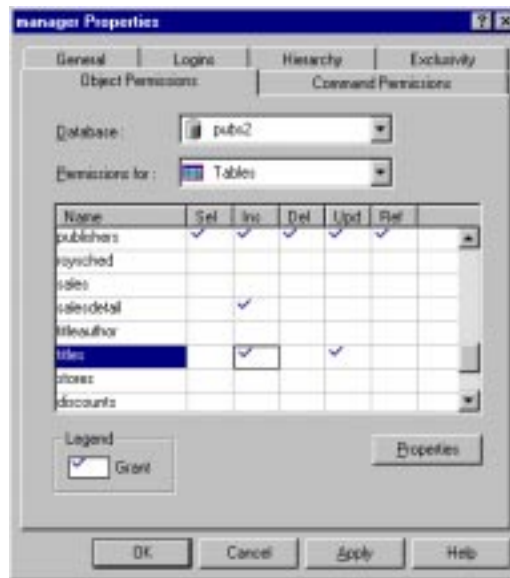 manager Properties
General Logins Hierarchy Exclusivity
Object Permissions Command Permissions
Database: pubs2
Permissions for: Tables
Name Sel Ins Del Upd Ref
publishers
roysched
sales
salesdetail
titleauthor
titles
stores
discounts
Legend
Grant
Properties
OK Cancel Apply Help